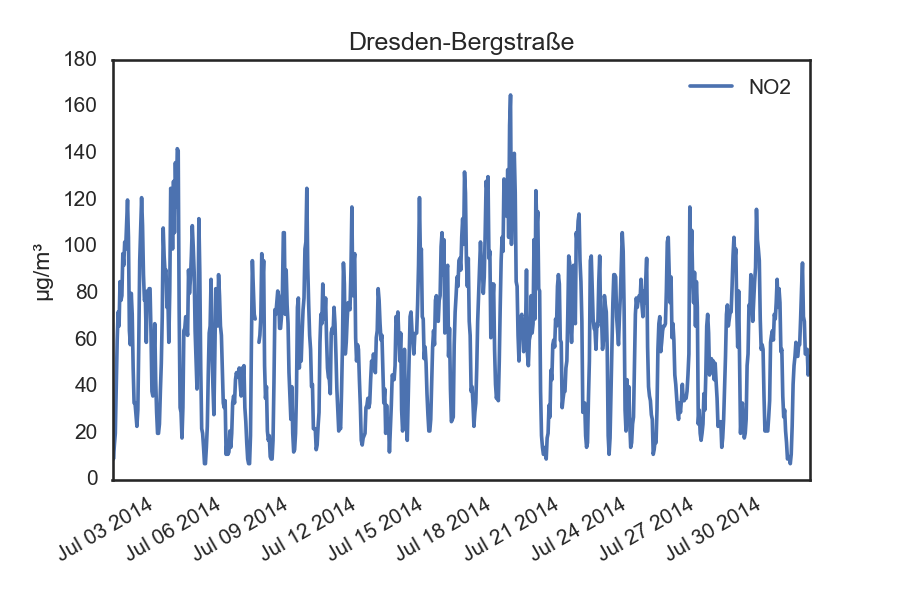 Dresden-Bergstraße
NO2
µg/m³
180
160
140
120
100
80
60
40
20
0
Jul 03 2014
Jul 06 2014
Jul 09 2014
Jul 12 2014
Jul 15 2014
Jul 18 2014
Jul 21 2014
Jul 24 2014
Jul 27 2014
Jul 30 2014